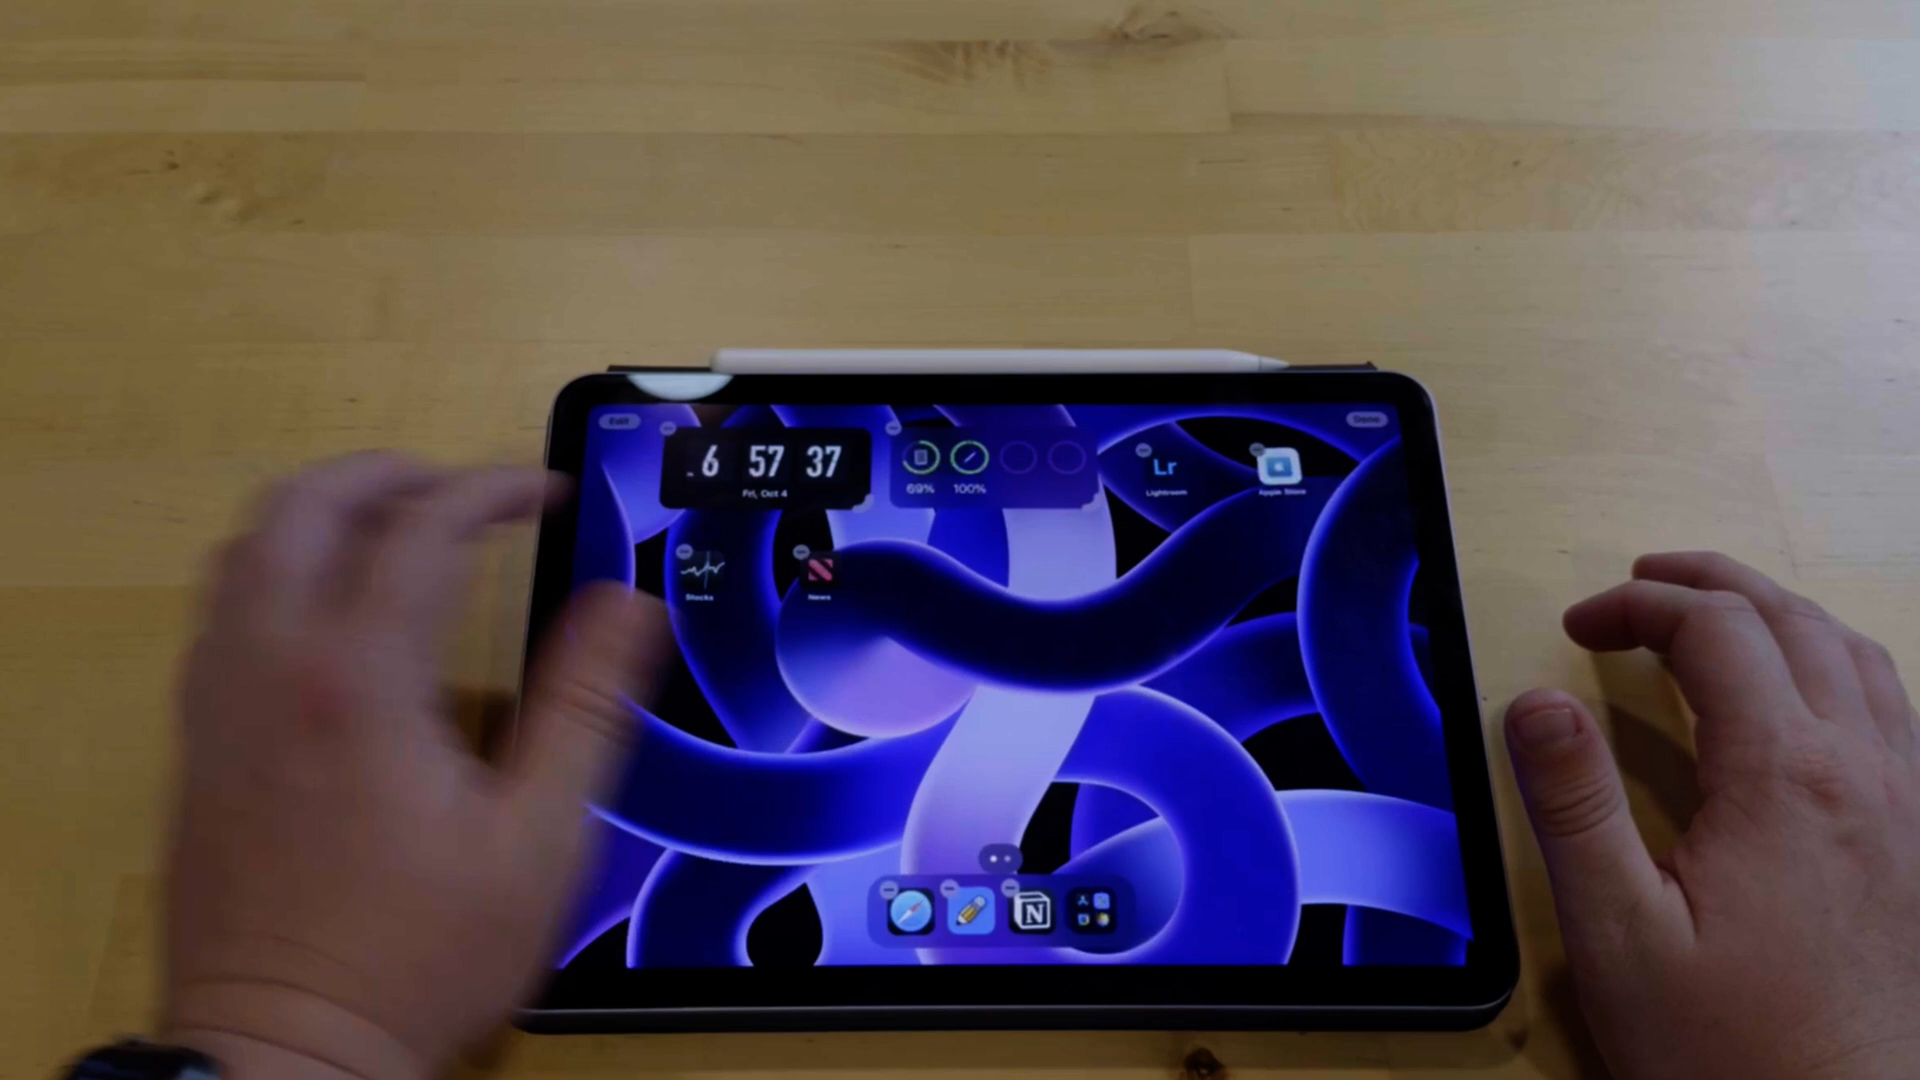 Edit
Done
6 57 37
Fri, Oct 4
69% 100%
Lr
Lightroom
Apple Store
Stocks
News
N